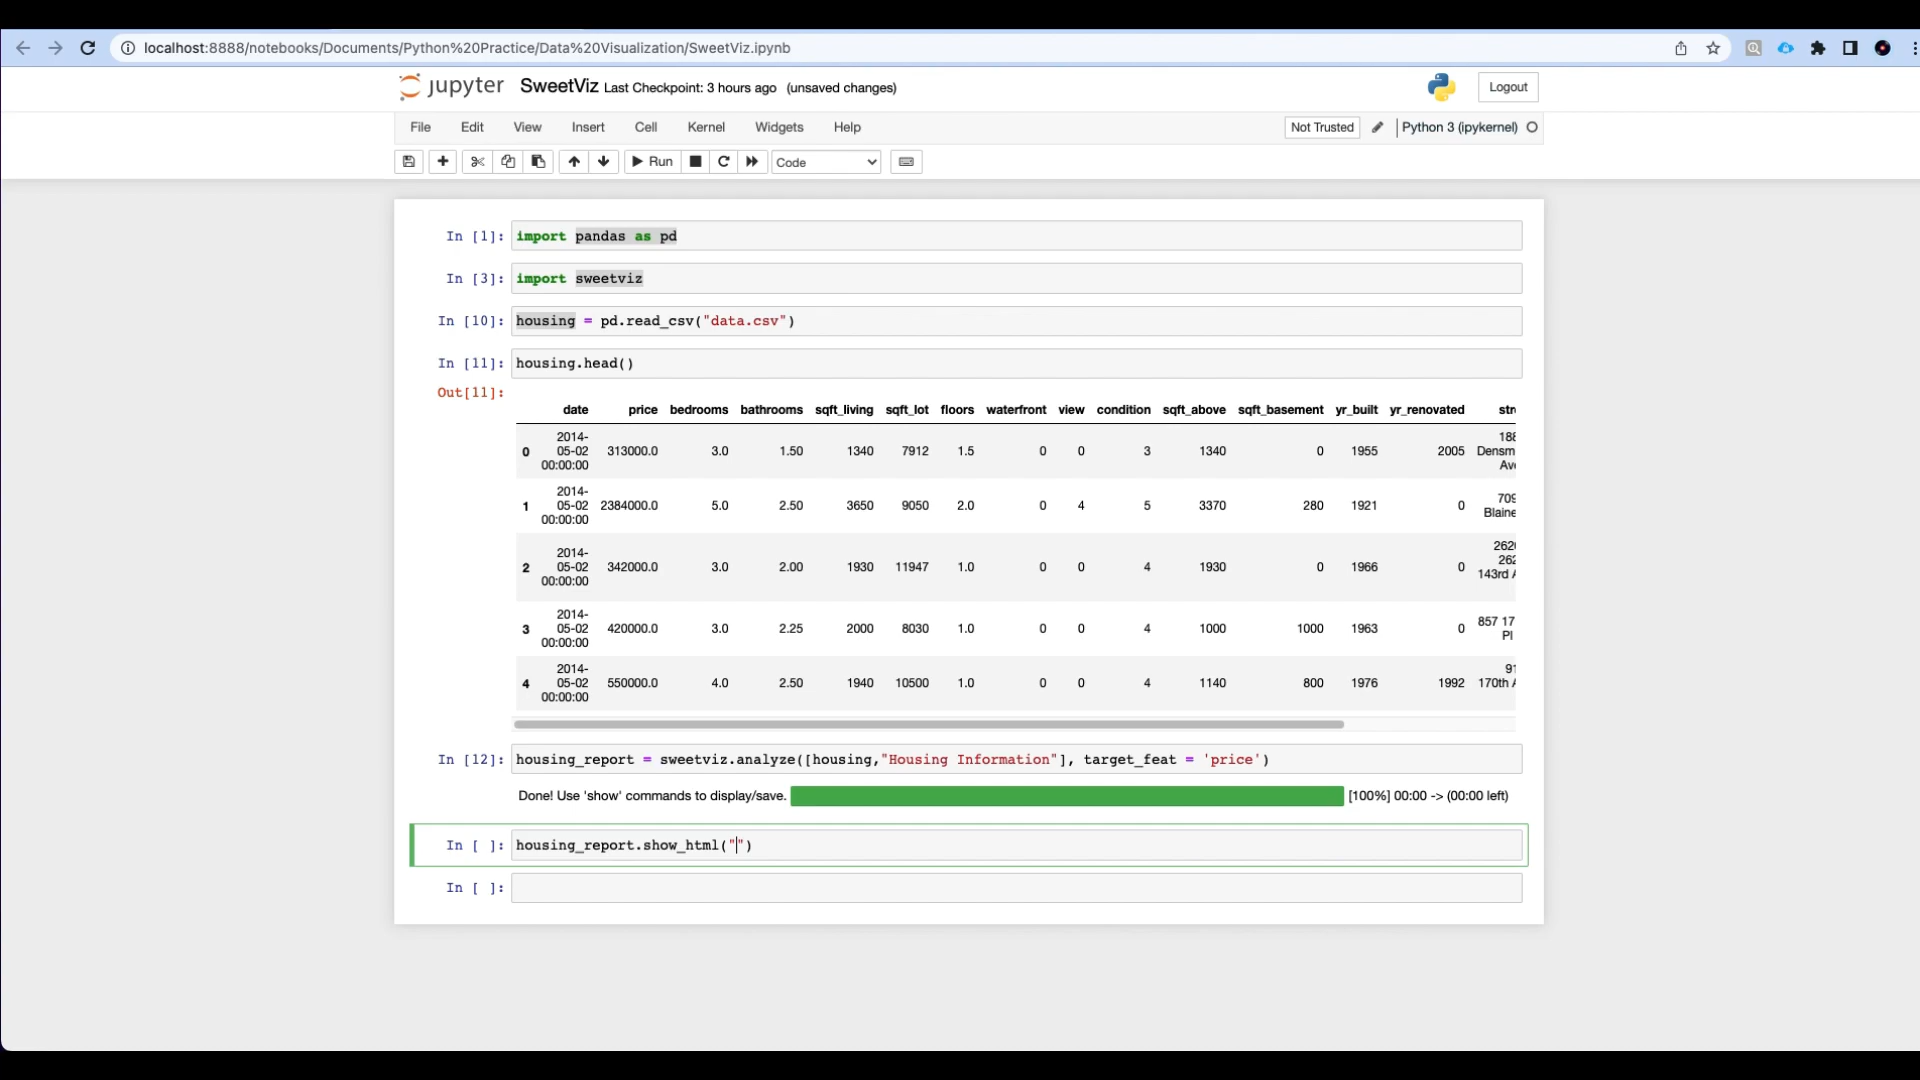 localhost:8888/notebooks/Documents/Python%20Practice/Data%20Visualization/SweetViz.ipynb
jupyter SweetViz Last Checkpoint: 3 hours ago (unsaved changes) Logout
File Edit View Insert Cell Kernel Widgets Help Not Trusted Python 3 (ipykernel)
Run Code
In [1]: import pandas as pd
In [3]: import sweetviz
In [10]: housing = pd.read_csv("data.csv")
In [11]: housing.head()
Out[11]:
date price bedrooms bathrooms sqft_living sqft_lot floors waterfront view condition sqft_above sqft_basement yr_built yr_renovated
2014-
0 05-02 313000.0 3.0 1.50 1340 7912 1.5 0 0 3 1340 0 1955 2005 Densm
00:00:00
2014-
1 05-02 2384000.0 5.0 2.50 3650 9050 2.0 0 4 5 3370 280 1921 0
00:00:00 Blaine
2014-
2 05-02 342000.0 3.0 2.00 1930 11947 1.0 0 0 4 1930 0 1966 0
00:00:00 143rd
2014-
3 05-02 420000.0 3.0 2.25 2000 8030 1.0 0 0 4 1000 1000 1963 0 857 17
00:00:00 Pl
2014-
4 05-02 550000.0 4.0 2.50 1940 10500 1.0 0 0 4 1140 800 1976 1992 170th
00:00:00
In [12]: housing_report = sweetviz.analyze([housing,"Housing Information"], target_feat = 'price')
Done! Use 'show' commands to display/save. [100%] 00:00 -> (00:00 left)
In [ ]: housing_report.show_html("")
In [ ]: